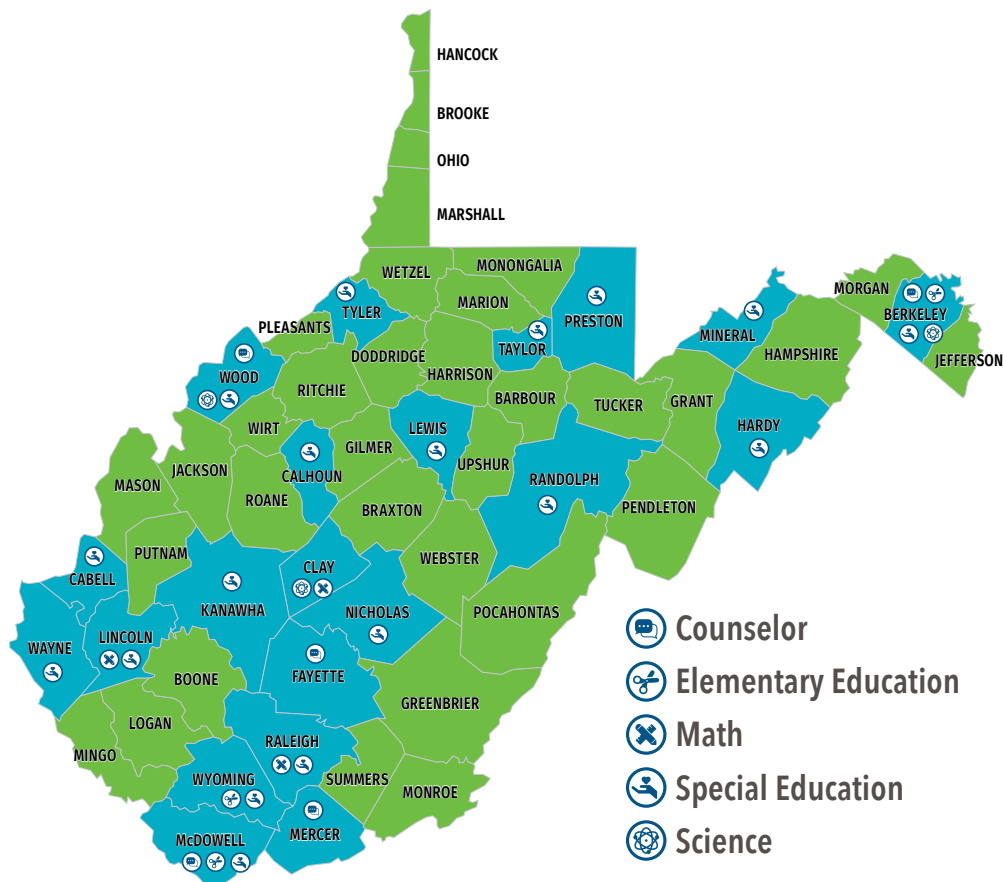 HANCOCK
BROOKE
OHIO
MARSHALL
WETZEL
MONONGALIA
MARION
TYLER
PRESTON
PLEASANTS
TAYLOR
DODDRIDGE
HARRISON
MORGAN
BERKELEY
MINERAL
HAMPSHIRE
JEFFERSON
WOOD
RITCHIE
BARBOUR
TUCKER
GRANT
WIRT
LEWIS
HARDY
GILMER
JACKSON
CALHOUN
UPSHUR
RANDOLPH
MASON
ROANE
BRAXTON
PENDLETON
PUTNAM
WEBSTER
CABELL
CLAY
KANAWHA
NICHOLAS
POCAHONTAS
LINCOLN
WAYNE
FAYETTE
BOONE
GREENBRIER
LOGAN
RALEIGH
MINGO
WYOMING
SUMMERS
MONROE
MERCER
McDOWELL
Counselor
Elementary Education
Math
Special Education
Science